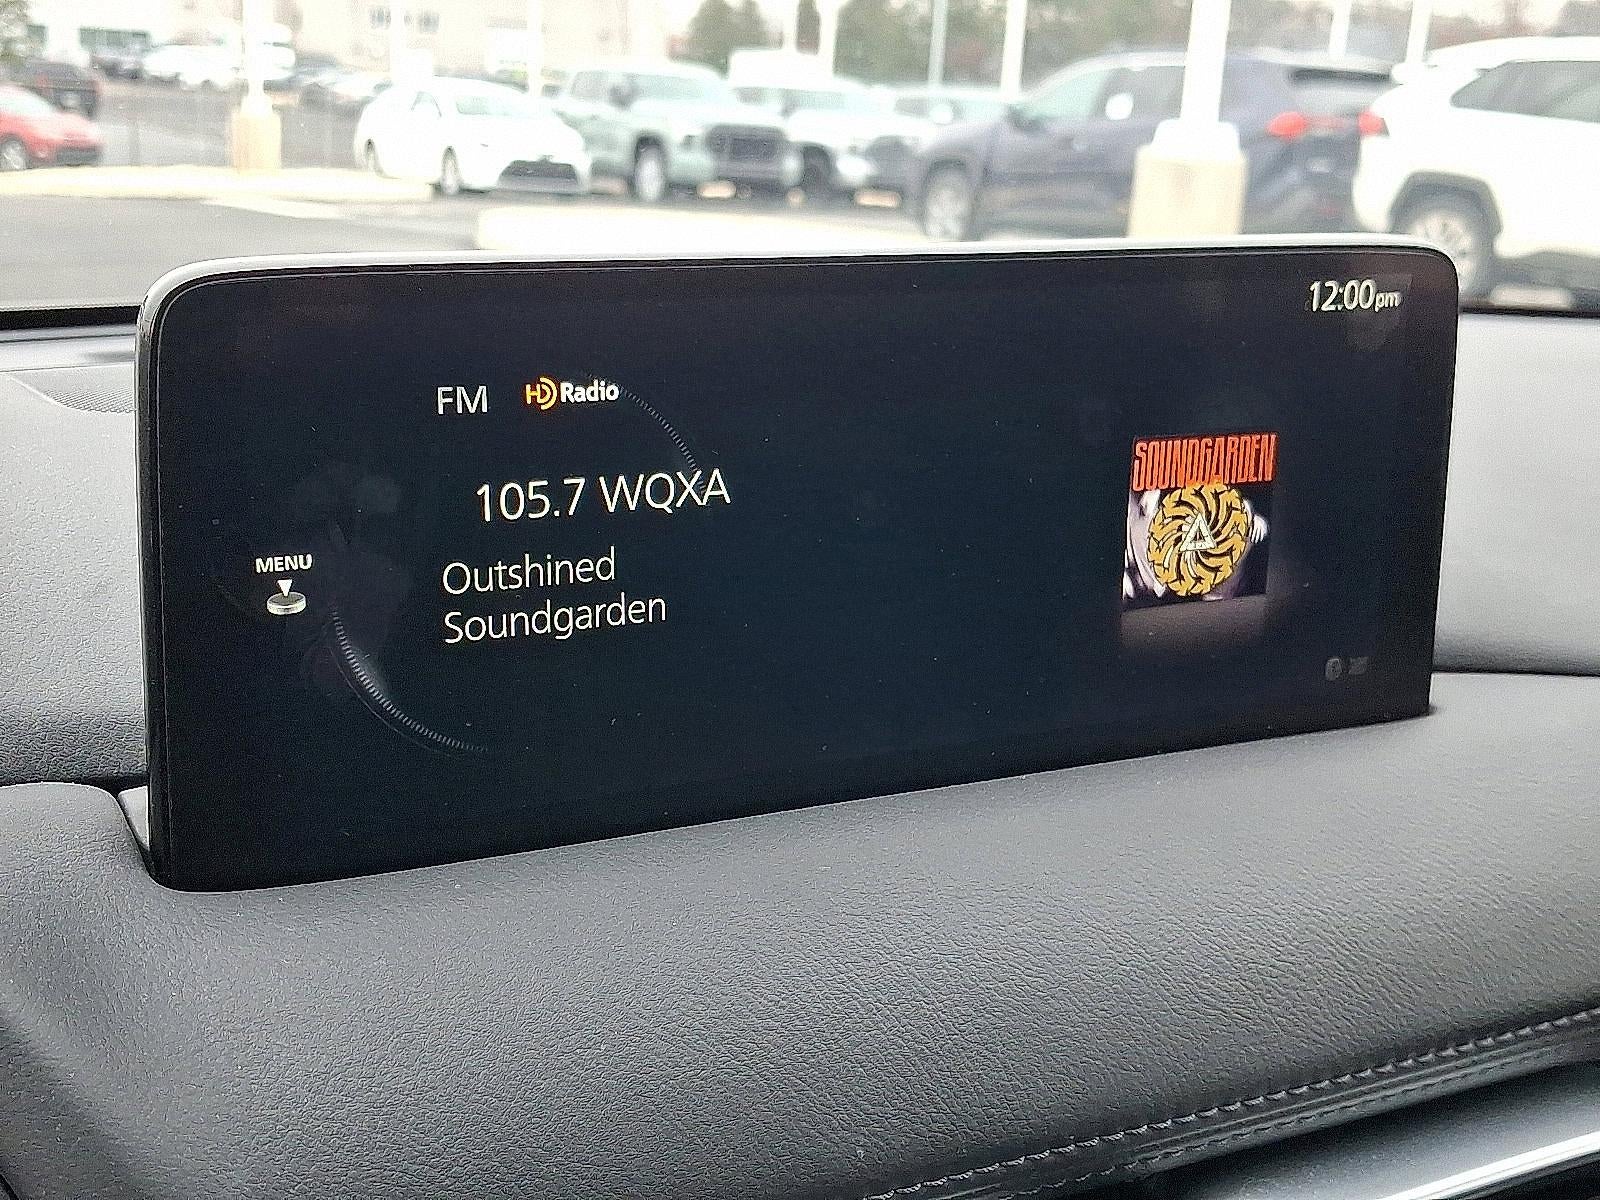 12:00pm
FM HD Radio
105.7 WQXA
MENU
Outshined
Soundgarden
SOUNDGARDEN